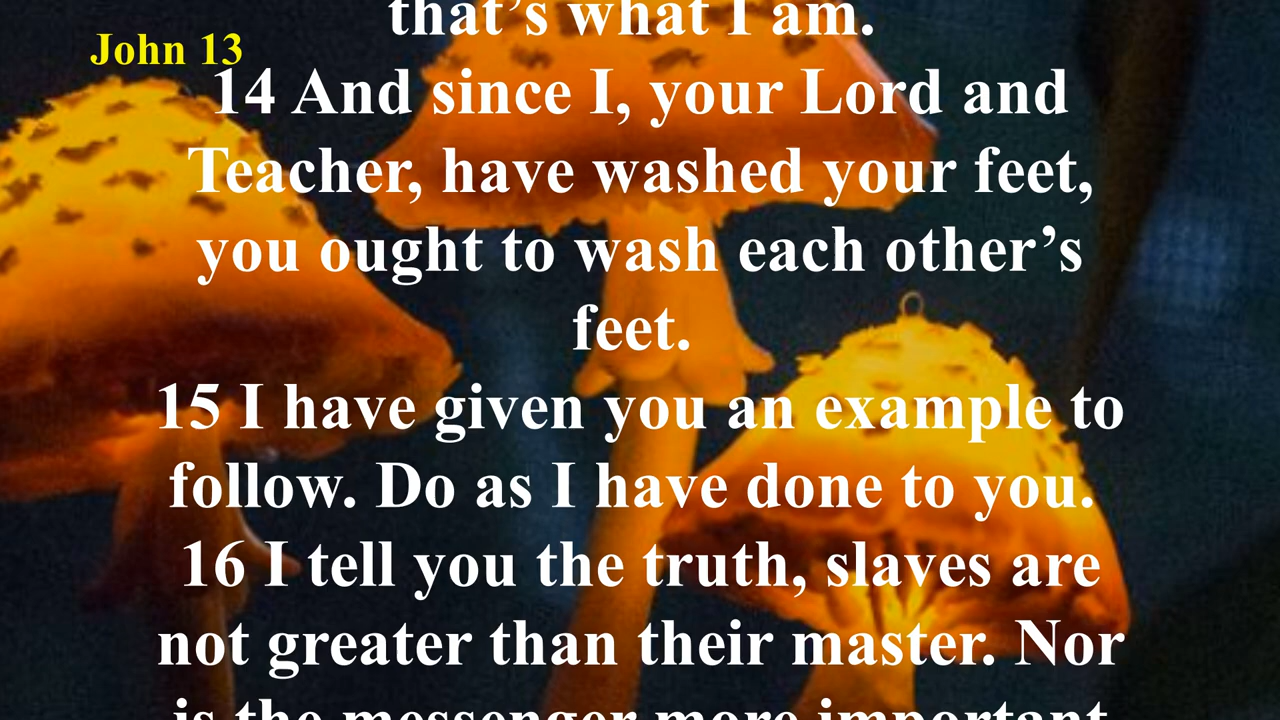 that’s what I am.
John 13
14 And since I, your Lord and
Teacher, have washed your feet,
you ought to wash each other’s
feet.
15 I have given you an example to
follow. Do as I have done to you.
16 I tell you the truth, slaves are
not greater than their master. Nor
is the messenger more important